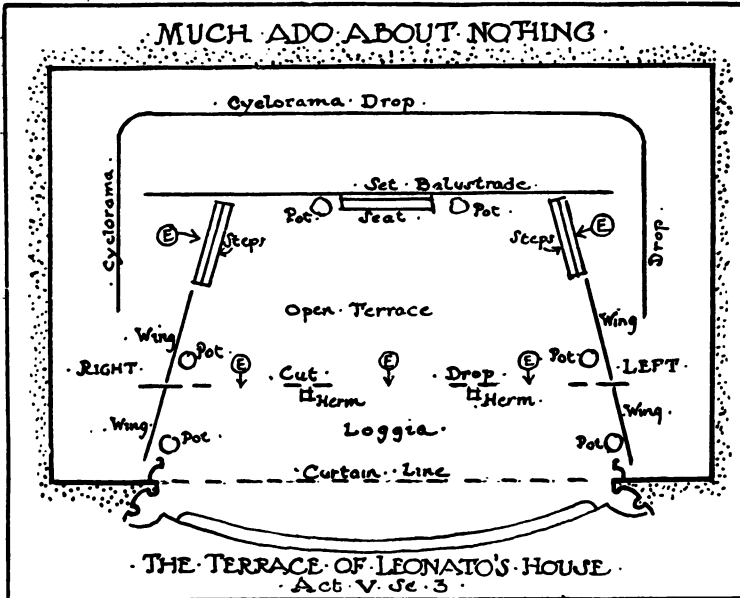 · MUCH ADO ABOUT NOTHING ·
· Cyclorama Drop ·
Cyclorama ·
· Set · Balustrade ·
Pot ·
Seat
Pot ·
E
Steps
Steps
E
Drop ·
Open · Terrace
Wing
Wing
· RIGHT ·
Pot ·
E
· Cut ·
E
Drop ·
E
Pot ·
· LEFT ·
Herm
Herm ·
Wing ·
Wing ·
Pot ·
Loggia ·
Pot
Curtain · Line
· THE · TERRACE · OF · LEONATO'S · HOUSE ·
· Act · V · Sc · 3 ·